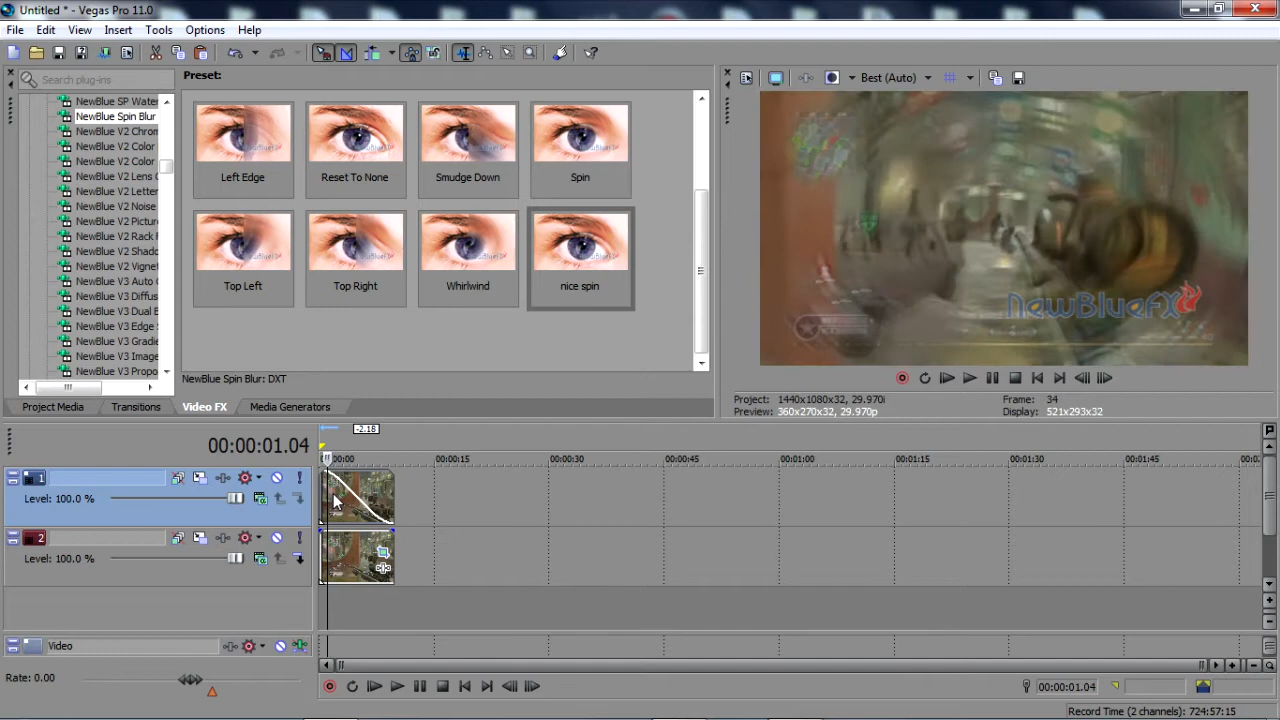 Untitled * - Vegas Pro 11.0
File Edit View Insert Tools Options Help
Search plug-ins
Preset:
NewBlue SP Water
NewBlue Spin Blur
NewBlue V2 Chrom
NewBlue V2 Color
NewBlue V2 Color
NewBlue V2 Lens
NewBlue V2 Letter
NewBlue V2 Noise
NewBlue V2 Picture
NewBlue V2 Rack
NewBlue V2 Shado
NewBlue V2 Vignet
NewBlue V3 Auto
NewBlue V3 Diffus
NewBlue V3 Dual B
NewBlue V3 Edge
NewBlue V3 Gradie
NewBlue V3 Image
NewBlue V3 Propo
Left Edge Reset To None Smudge Down Spin
Top Left Top Right Whirlwind nice spin
NewBlue Spin Blur: DXT
Project Media Transitions Video FX Media Generators
Best (Auto)
NewBlueFX
Project: 1440x1080x32, 29.970i Frame: 34
Preview: 360x270x32, 29.970p Display: 521x293x32
00:00:01.04
-2.18
00:00:15 00:00:30 00:00:45 00:01:00 00:01:15 00:01:30 00:01:45
1
Level: 100.0 %
2
Level: 100.0 %
Video
Rate: 0.00
00:00:01.04
Record Time (2 channels): 724:57:15